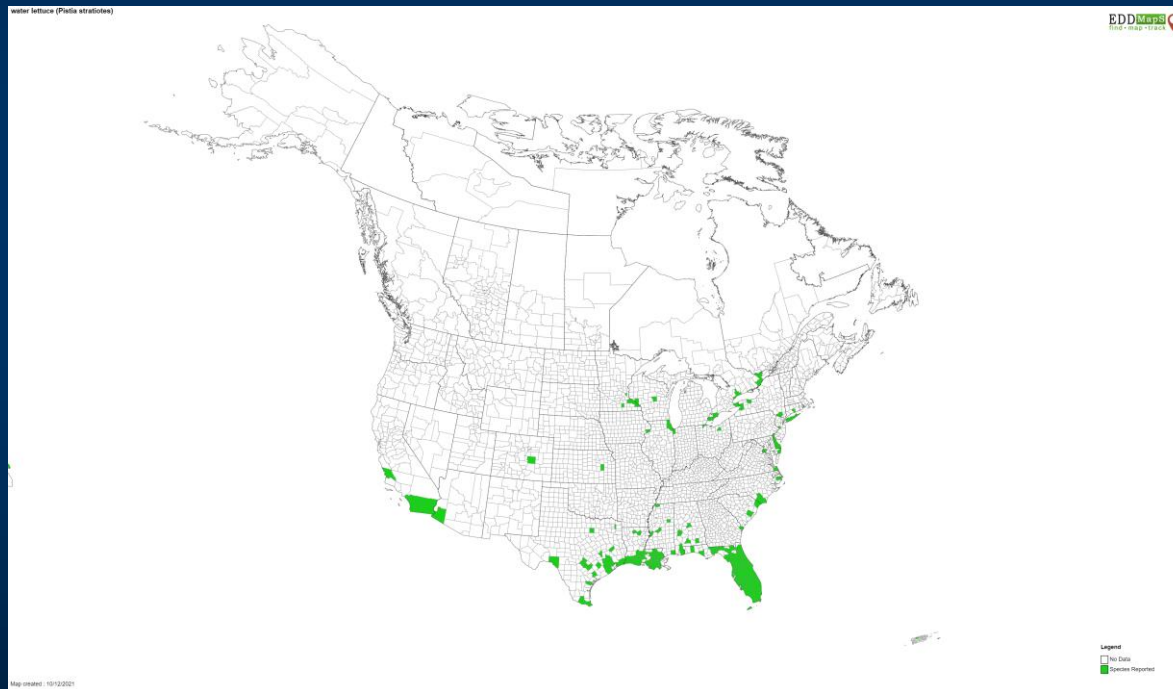 water lettuce (Pistia stratiotes)
EDDMapS
find•map•track
Legend
No Data
Species Reported
Map created : 10/12/2021